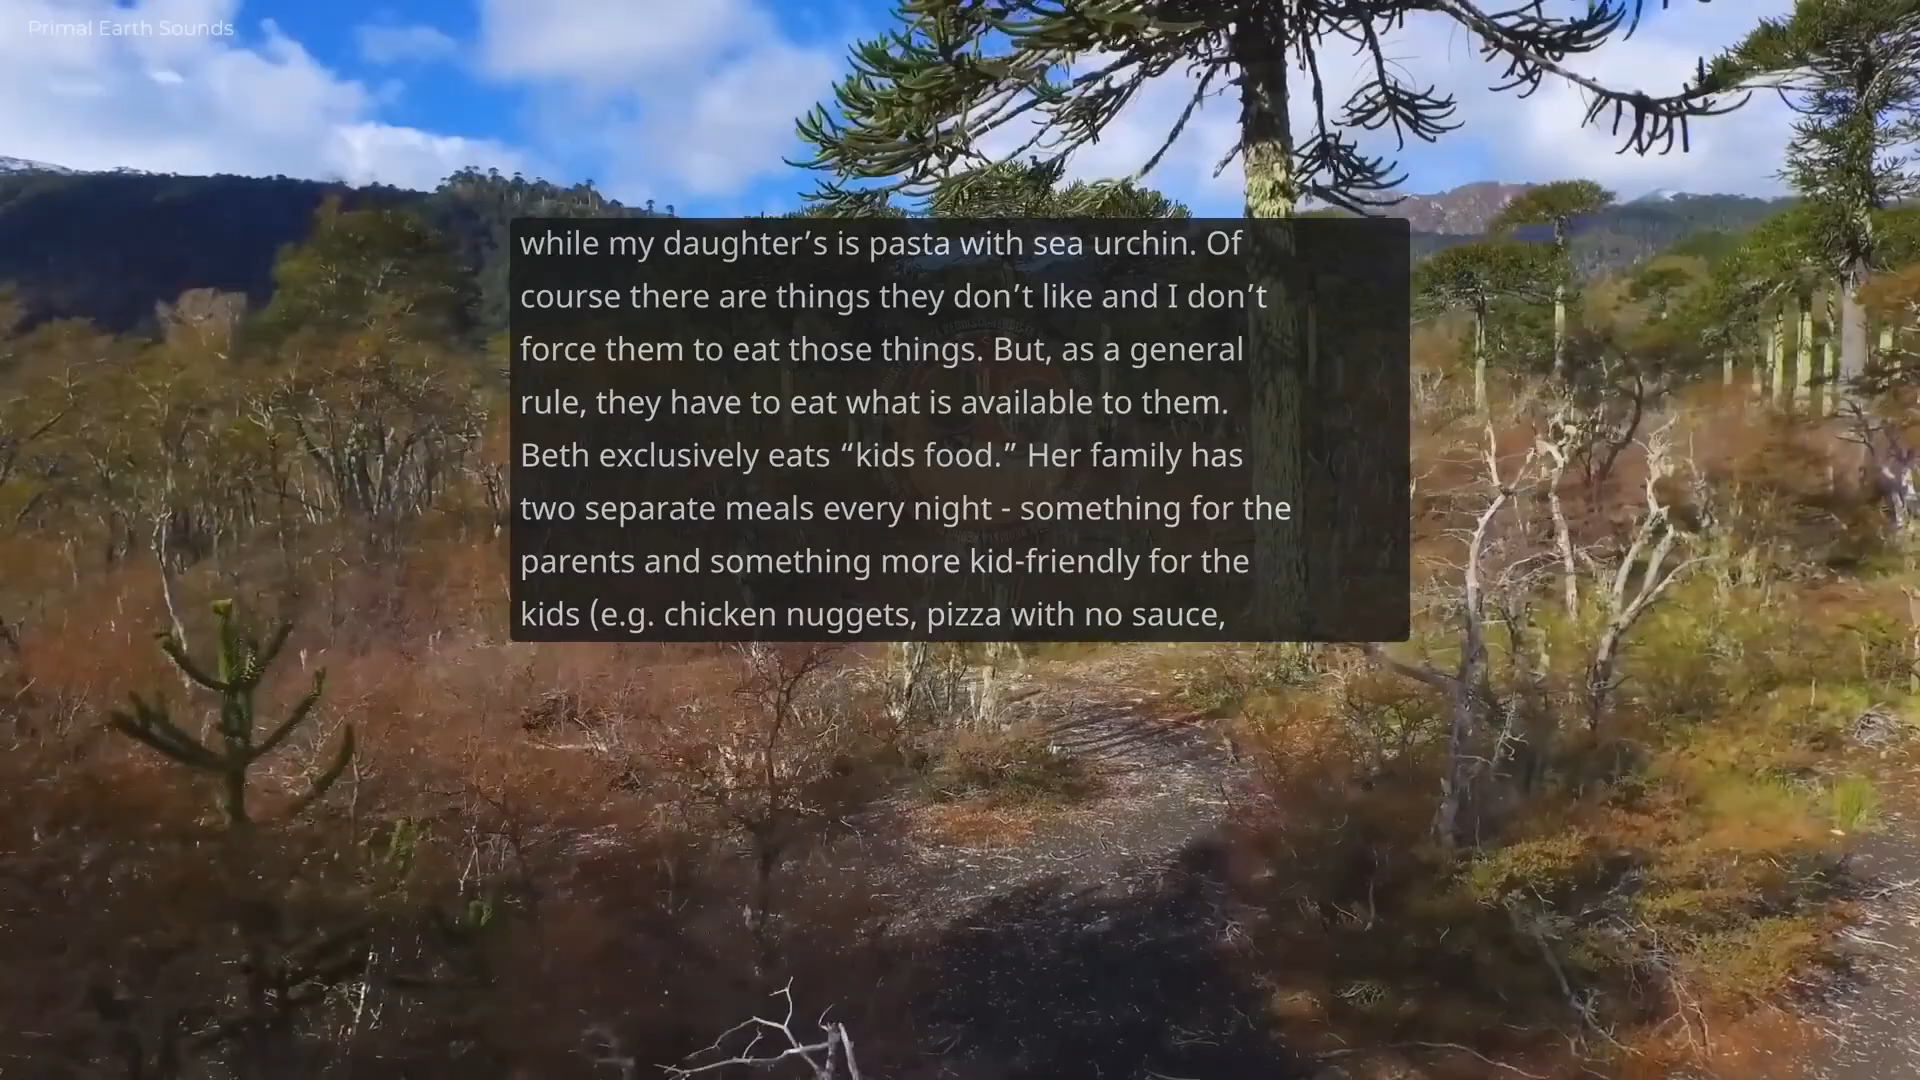 Primal Earth Sounds
while my daughter’s is pasta with sea urchin. Of
course there are things they don’t like and I don’t
force them to eat those things. But, as a general
rule, they have to eat what is available to them.
Beth exclusively eats “kids food.” Her family has
two separate meals every night - something for the
parents and something more kid-friendly for the
kids (e.g. chicken nuggets, pizza with no sauce,